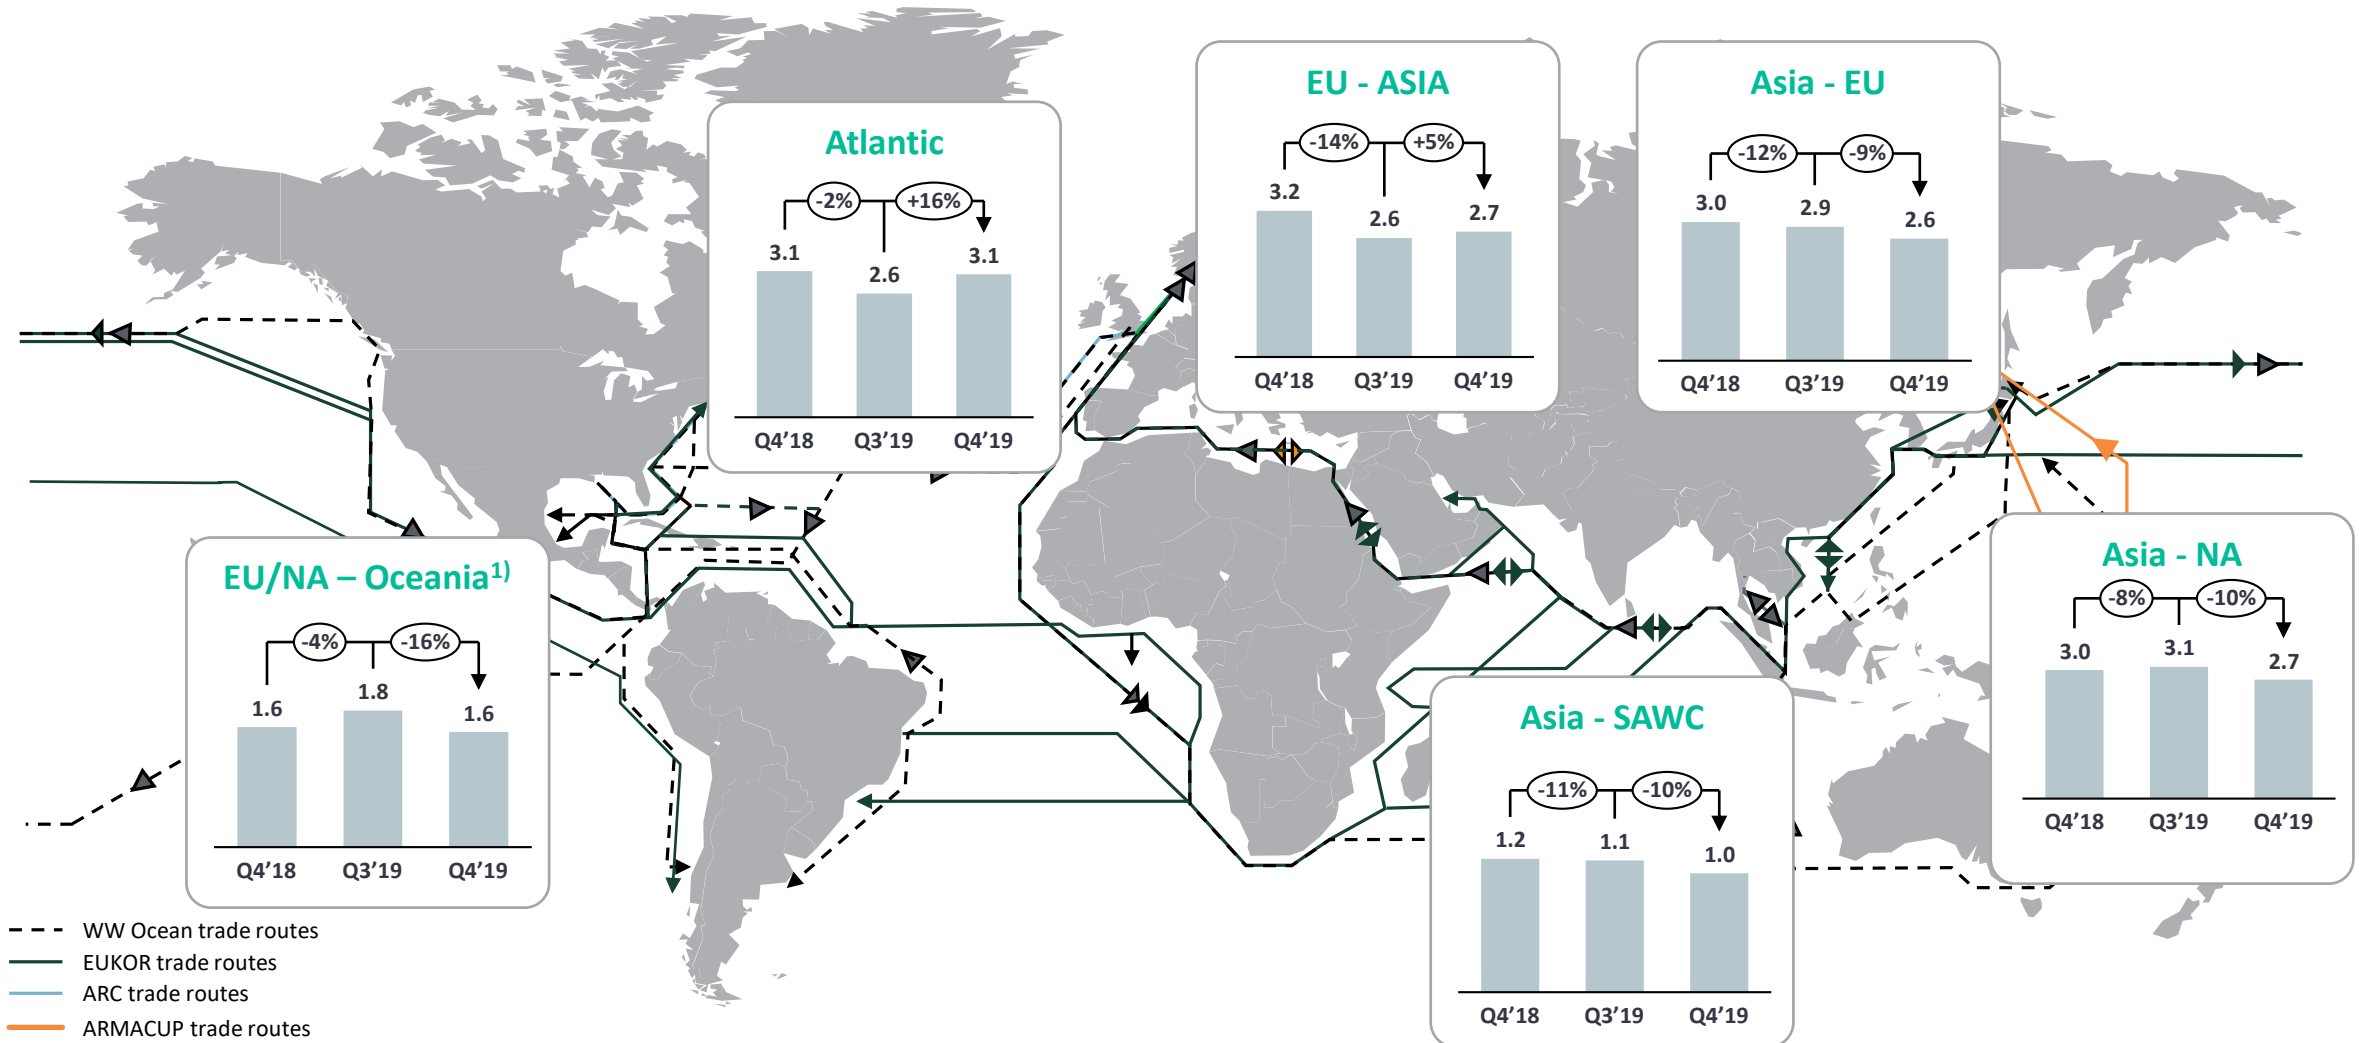 EU - ASIA
-14% +5%
3.2 2.6 2.7
Q4’18 Q3’19 Q4’19
Asia - EU
-12% -9%
3.0 2.9 2.6
Q4’18 Q3’19 Q4’19
Atlantic
-2% +16%
3.1 2.6 3.1
Q4’18 Q3’19 Q4’19
EU/NA – Oceania1)
-4% -16%
1.6 1.8 1.6
Q4’18 Q3’19 Q4’19
Asia - NA
-8% -10%
3.0 3.1 2.7
Q4’18 Q3’19 Q4’19
Asia - SAWC
-11% -10%
1.2 1.1 1.0
Q4’18 Q3’19 Q4’19
WW Ocean trade routes
EUKOR trade routes
ARC trade routes
ARMACUP trade routes